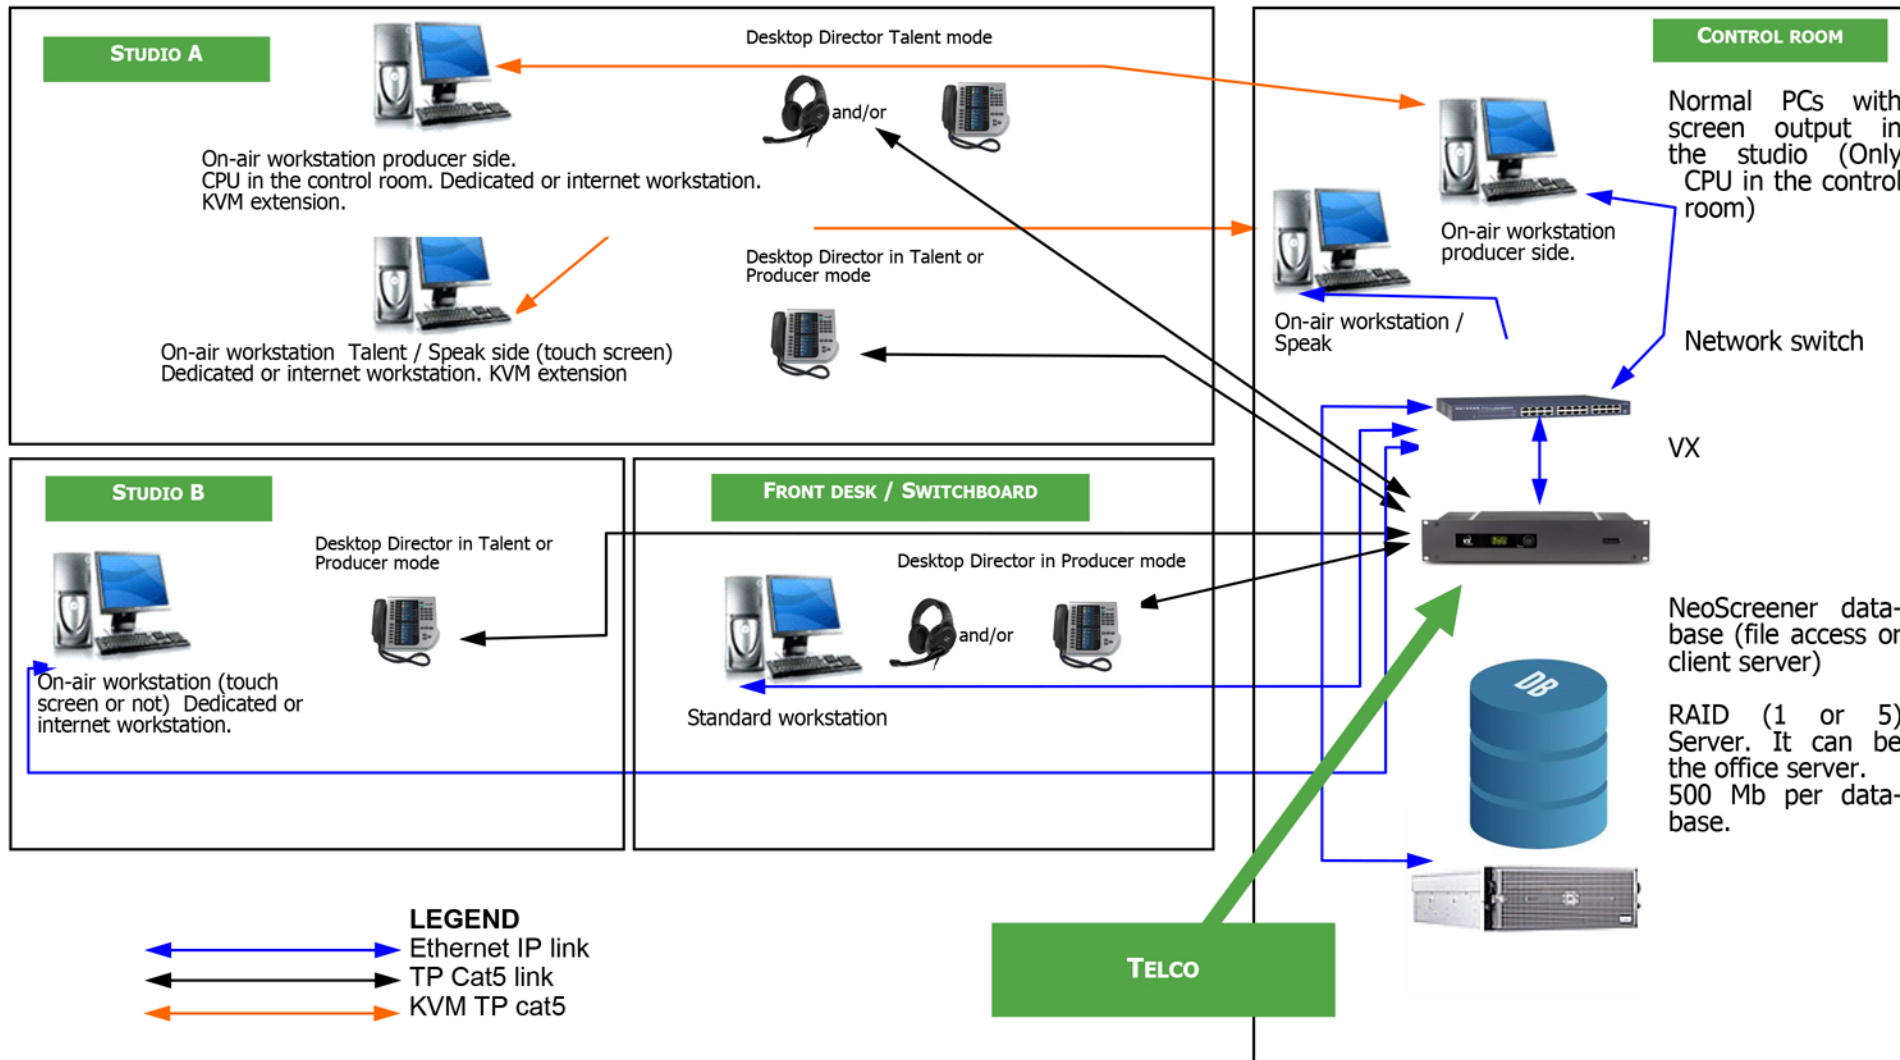 STUDIO A
Desktop Director Talent mode
and/or
On-air workstation producer side.
CPU in the control room. Dedicated or internet workstation.
KVM extension.
Desktop Director in Talent or
Producer mode
On-air workstation Talent / Speak side (touch screen)
Dedicated or internet workstation. KVM extension
CONTROL ROOM
Normal PCs with
screen output in
the studio (Only
CPU in the control
room)
On-air workstation
producer side.
On-air workstation /
Speak
Network switch
VX
NeoScreener data-
base (file access or
client server)
DB
RAID (1 or 5)
Server. It can be
the office server.
500 Mb per data-
base.
STUDIO B
Desktop Director in Talent or
Producer mode
On-air workstation (touch
screen or not) Dedicated or
internet workstation.
FRONT DESK / SWITCHBOARD
Desktop Director in Producer mode
and/or
Standard workstation
LEGEND
Ethernet IP link
TP Cat5 link
KVM TP cat5
TELCO